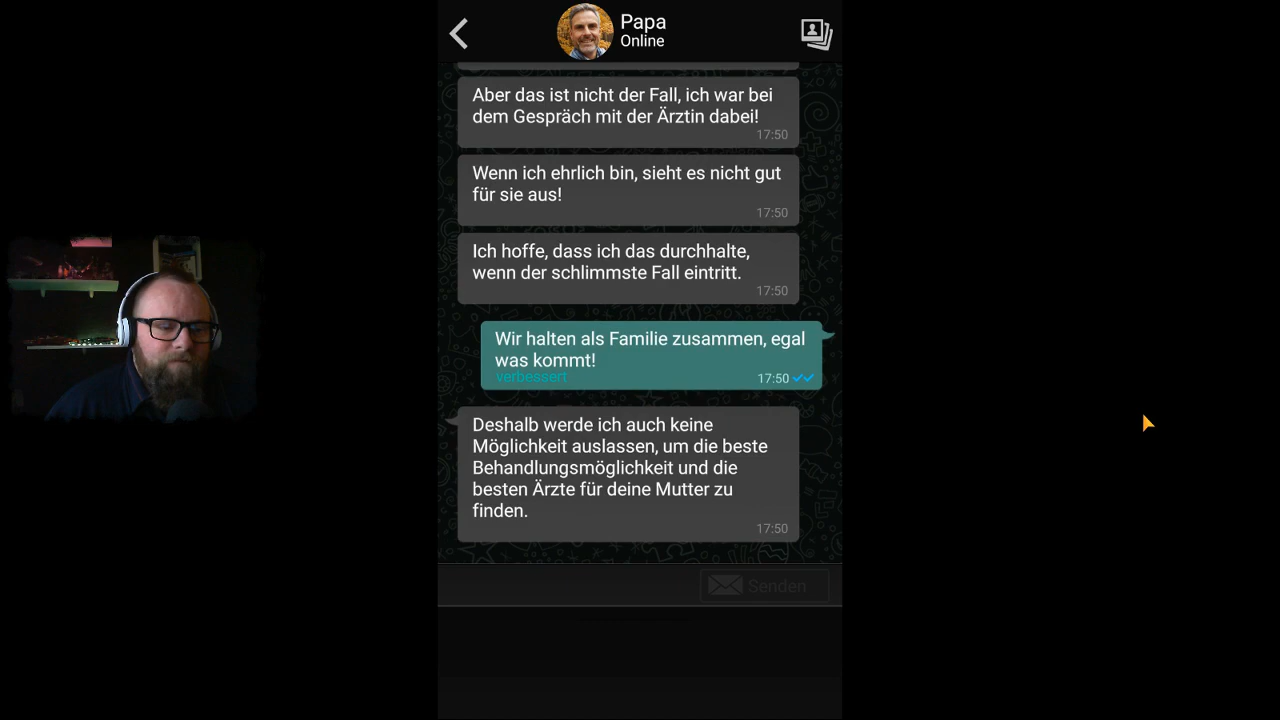 Papa
Online
Aber das ist nicht der Fall, ich war bei
dem Gespräch mit der Ärztin dabei!
17:50
Wenn ich ehrlich bin, sieht es nicht gut
für sie aus!
17:50
Ich hoffe, dass ich das durchhalte,
wenn der schlimmste Fall eintritt.
17:50
Wir halten als Familie zusammen, egal
was kommt!
verbessert 17:50
Deshalb werde ich auch keine
Möglichkeit auslassen, um die beste
Behandlungsmöglichkeit und die
besten Ärzte für deine Mutter zu
finden.
17:50
Senden